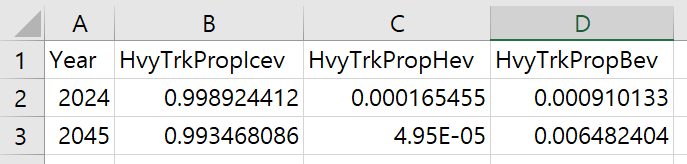 A B C D
1 Year HvyTrkPropIcev HvyTrkPropHev HvyTrkPropBev
2 2024 0.998924412 0.000165455 0.000910133
3 2045 0.993468086 4.95E-05 0.006482404